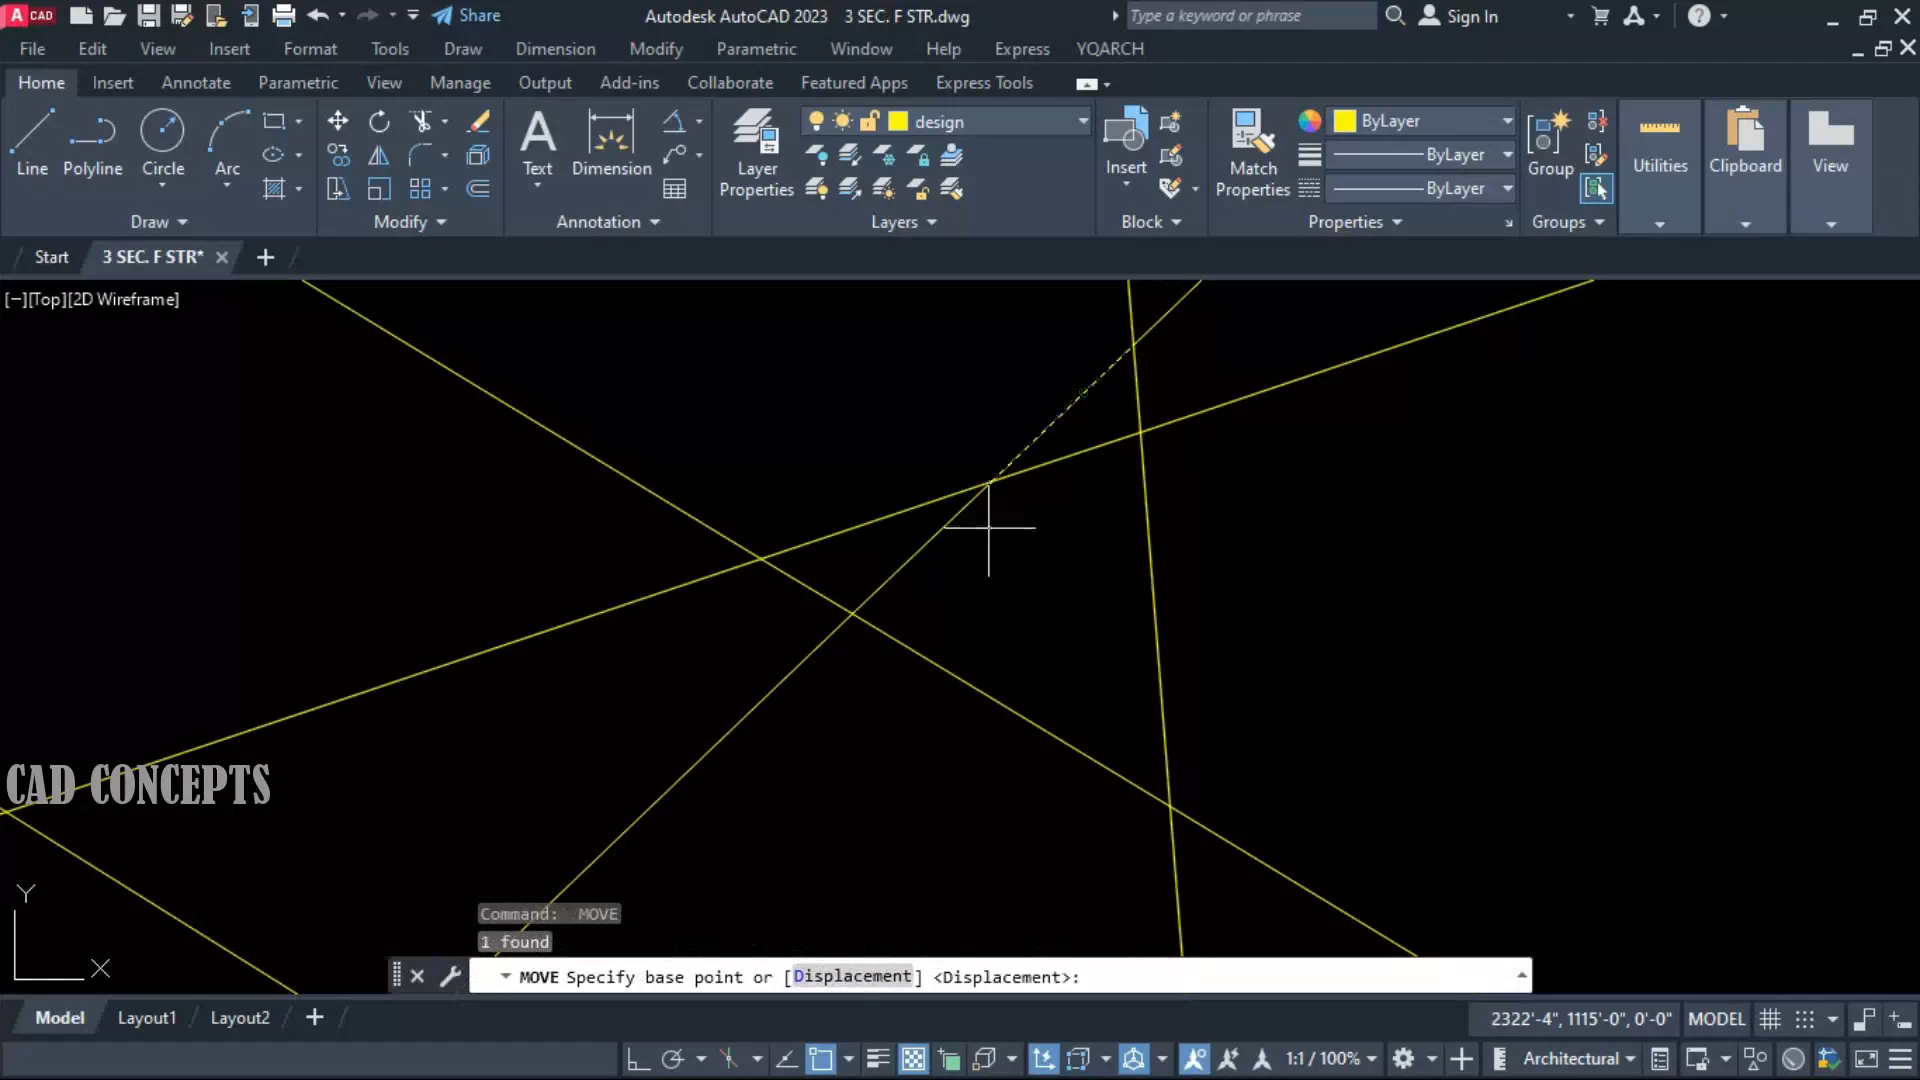 A CAD Share Autodesk AutoCAD 2023 3 SEC. F STR.dwg Type a keyword or phrase Sign In
File Edit View Insert Format Tools Draw Dimension Modify Parametric Window Help Express YQARCH
Home Insert Annotate Parametric View Manage Output Add-ins Collaborate Featured Apps Express Tools
design ByLayer
ByLayer
ByLayer
Line Polyline Circle Arc Text Dimension Layer Properties Insert Match Properties Group Utilities Clipboard View
Draw Modify Annotation Layers Block Properties Groups
Start 3 SEC. F STR*
[−][Top][2D Wireframe]
CAD CONCEPTS
Y
X
Command: MOVE
1 found
MOVE Specify base point or [Displacement] <Displacement>:
Model Layout1 Layout2 2322'-4", 1115'-0", 0'-0" MODEL
1:1 / 100% Architectural